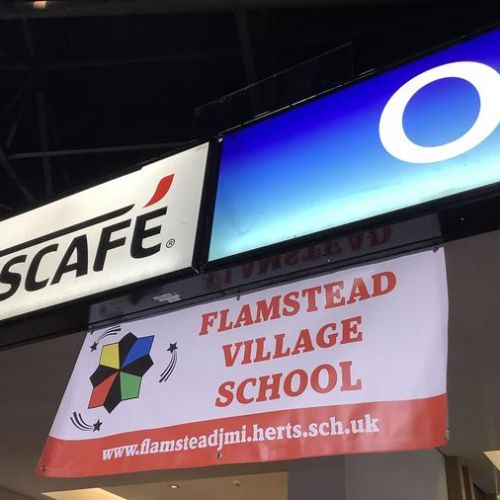 SCAFÉ®
O
FLAMSTEAD
VILLAGE
SCHOOL
www.flamsteadjmi.herts.sch.uk